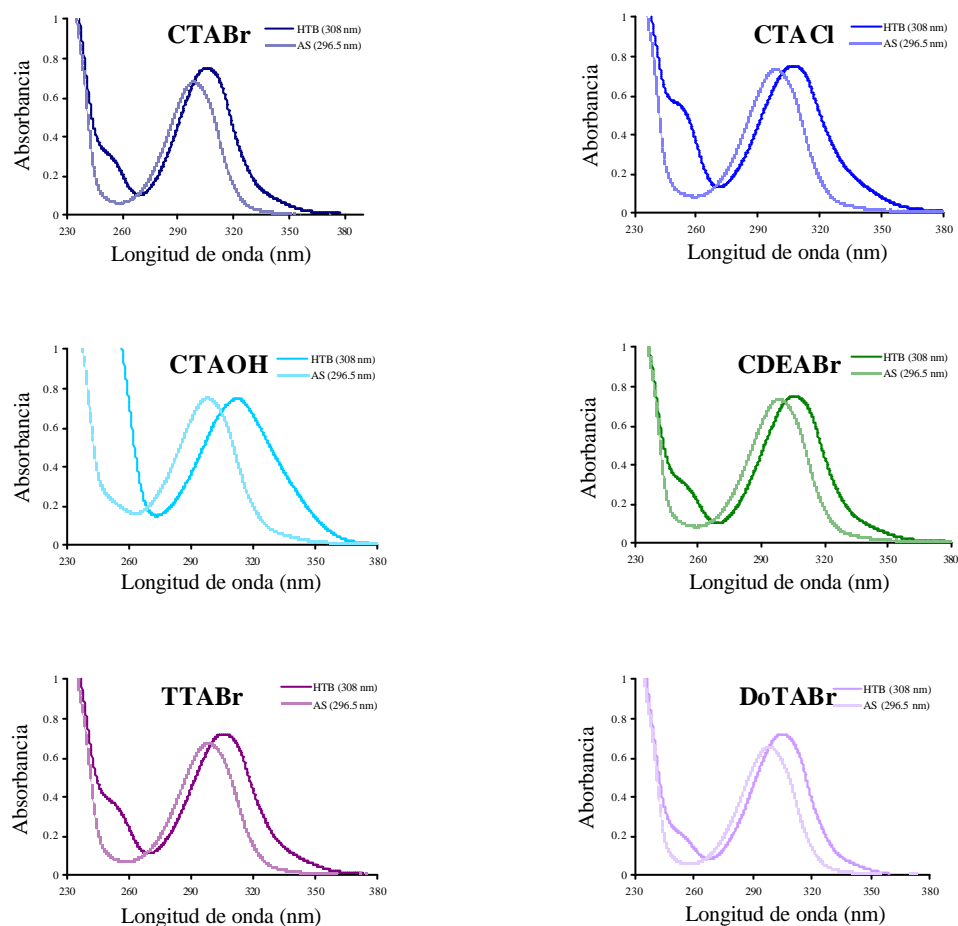 CTABr
HTB (308 nm)
AS (296.5 nm)
Absorbancia
1
0.8
0.6
0.4
0.2
0
230 260 290 320 350 380
Longitud de onda (nm)
CTACl
HTB (308 nm)
AS (296.5 nm)
Aborbancia
1
0.8
0.6
0.4
0.2
0
230 260 290 320 350 380
Longitud de onda (nm)
CTAOH
HTB (308 nm)
AS (296.5 nm)
Absorbancia
1
0.8
0.6
0.4
0.2
0
230 260 290 320 350 380
Longitud de onda (nm)
CDEABr
HTB (308 nm)
AS (296.5 nm)
Aborbancia
1
0.8
0.6
0.4
0.2
0
230 260 290 320 350 380
Longitud de onda (nm)
TTABr
HTB (308 nm)
AS (296.5 nm)
Absorbancia
1
0.8
0.6
0.4
0.2
0
230 260 290 320 350 380
Longitud de onda (nm)
DoTABr
HTB (308 nm)
AS (296.5 nm)
Aborbancia
1
0.8
0.6
0.4
0.2
0
230 260 290 320 350 380
Longitud de onda (nm)